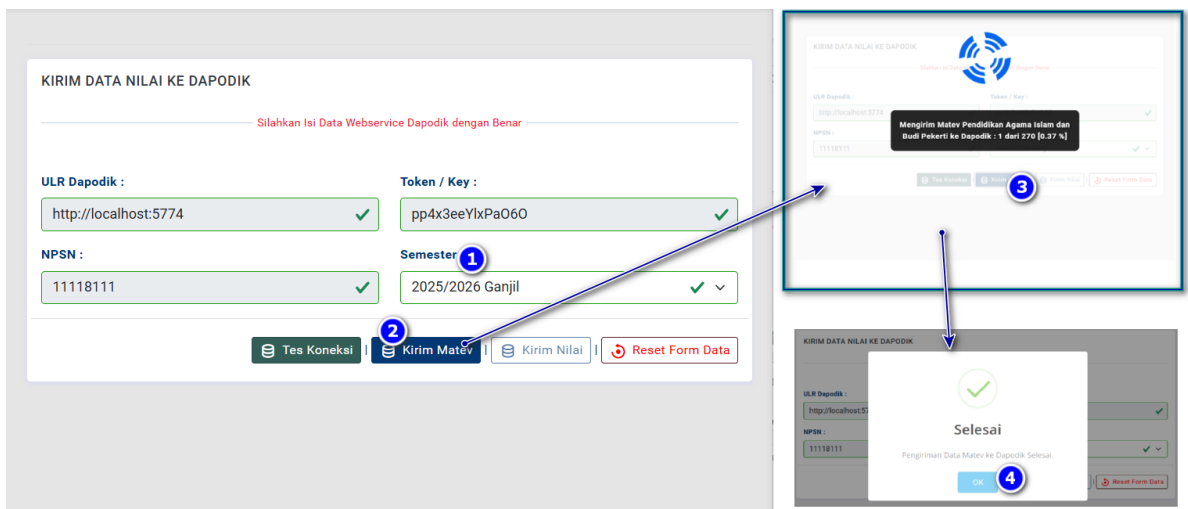 KIRIM DATA NILAI KE DAPODIK
Silahkan Isi Data Webservice Dapodik dengan Benar
ULR Dapodik :
Token / Key :
http://localhost:5774
pp4x3eeYlxPaO6O
NPSN :
Semester
1
11118111
2025/2026 Ganjil
2
Tes Koneksi | Kirim Matev | Kirim Nilai | Reset Form Data
KIRIM DATA NILAI KE DAPODIK
ULR Dapodik :
Token / Key :
http://localhost:5774
Mengirim Matev Pendidikan Agama Islam dan
Budi Pekerti ke Dapodik : 1 dari 270 [0.37 %]
NPSN :
11118111
Tes Koneksi
Kirim Nilai
Reset Form Data
3
KIRIM DATA NILAI KE DAPODIK
ULR Dapodik :
http://localhost:57
NPSN :
11118111
Selesai
Pengiriman Data Matev ke Dapodik Selesai.
OK
4
Reset Form Data